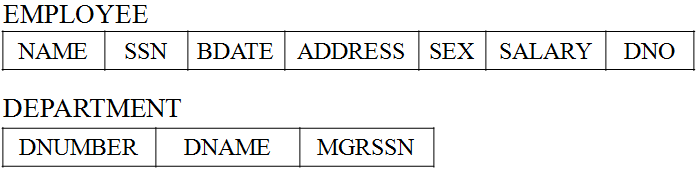 EMPLOYEE
NAME SSN BDATE ADDRESS SEX SALARY DNO
DEPARTMENT
DNUMBER DNAME MGRSSN